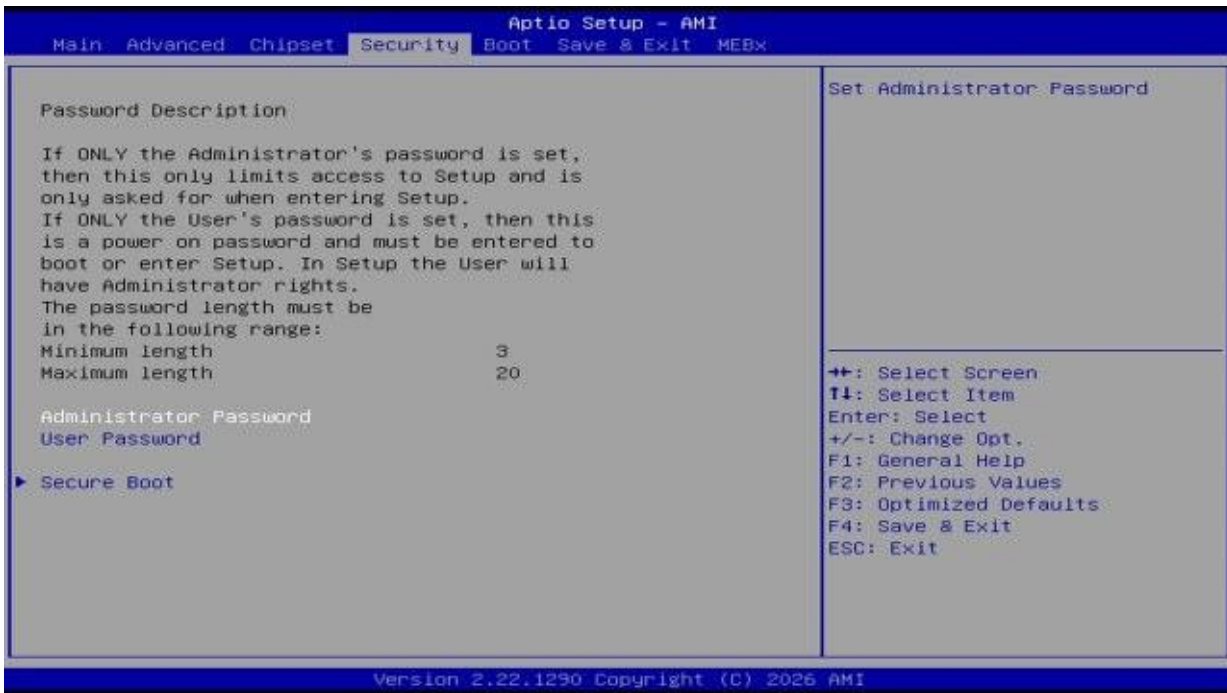 Aptio Setup - AMI
Main Advanced Chipset Security Boot Save & Exit MEBx
Password Description
If ONLY the Administrator's password is set,
then this only limits access to Setup and is
only asked for when entering Setup.
If ONLY the User's password is set, then this
is a power on password and must be entered to
boot or enter Setup. In Setup the User will
have Administrator rights.
The password length must be
in the following range:
Minimum length 3
Maximum length 20
Administrator Password
User Password
Secure Boot
Set Administrator Password
→←: Select Screen
↑↓: Select Item
Enter: Select
+/-: Change Opt.
F1: General Help
F2: Previous Values
F3: Optimized Defaults
F4: Save & Exit
ESC: Exit
Version 2.22.1290 Copyright (C) 2026 AMI